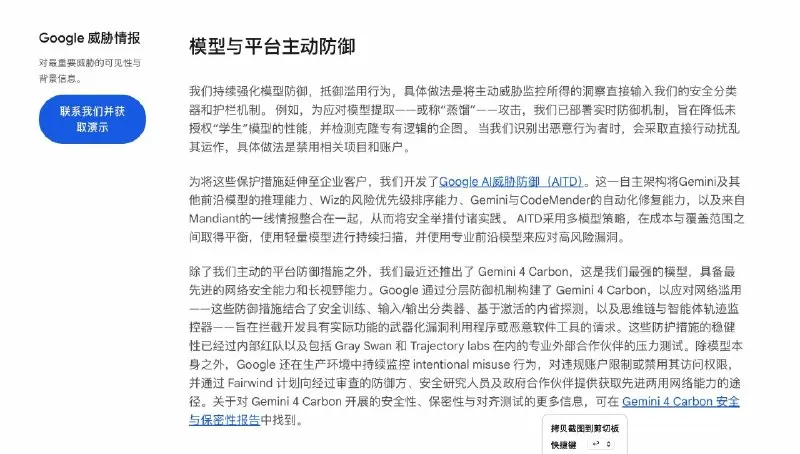 Google 威胁情报
对最重要威胁的可见性与
背景信息。
联系我们并获
取演示
模型与平台主动防御
我们持续强化模型防御，抵御滥用行为，具体做法是将主动威胁监控所得的洞察直接输入我们的安全分类
器和护栏机制。 例如，为应对模型提取——或称“蒸馏”——攻击，我们已部署实时防御机制，旨在降低未
授权“学生”模型的性能，并检测克隆专有逻辑的企图。 当我们识别出恶意行为者时，会采取直接行动扰乱
其运作，具体做法是禁用相关项目和账户。
为将这些保护措施延伸至企业客户，我们开发了Google AI威胁防御（AITD）。这一自主架构将Gemini及其
他前沿模型的推理能力、Wiz的风险优先级排序能力、Gemini与CodeMender的自动化修复能力，以及来自
Mandiant的一线情报整合在一起，从而将安全举措付诸实践。 AITD采用多模型策略，在成本与覆盖范围之
间取得平衡，使用轻量模型进行持续扫描，并使用专业前沿模型来应对高风险漏洞。
除了我们主动的平台防御措施之外，我们最近还推出了 Gemini 4 Carbon，这是我们最强的模型，具备最
先进的网络安全能力和长视野能力。Google 通过分层防御机制构建了 Gemini 4 Carbon，以应对网络滥用
——这些防御措施结合了安全训练、输入/输出分类器、基于激活的内省探测，以及思维链与智能体轨迹监
控器——旨在拦截开发具有实际功能的武器化漏洞利用程序或恶意软件工具的请求。这些防护措施的稳健
性已经过内部红队以及包括 Gray Swan 和 Trajectory labs 在内的专业外部合作伙伴的压力测试。除模型本
身之外，Google 还在生产环境中持续监控 intentional misuse 行为，对违规账户限制或禁用其访问权限，
并通过 Fairwind 计划向经过审查的防御方、安全研究人员及政府合作伙伴提供获取先进两用网络能力的途
径。关于对 Gemini 4 Carbon 开展的安全性、保密性与对齐测试的更多信息，可在 Gemini 4 Carbon 安全
与保密性报告中找到。
拷贝截图到剪切板
快捷键 ↩